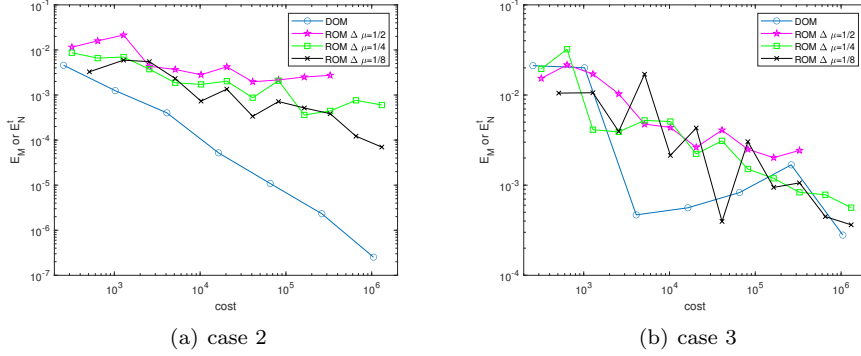 DOM
ROM Δ μ=1/2
ROM Δ μ=1/4
ROM Δ μ=1/8
10^-1
10^-2
10^-3
10^-4
10^-5
10^-6
10^-7
E_M or E_N^t
10^3
10^4
10^5
10^6
cost
(a) case 2
DOM
ROM Δ μ=1/2
ROM Δ μ=1/4
ROM Δ μ=1/8
10^-1
10^-2
10^-3
10^-4
E_M or E_N^t
10^3
10^4
10^5
10^6
cost
(b) case 3